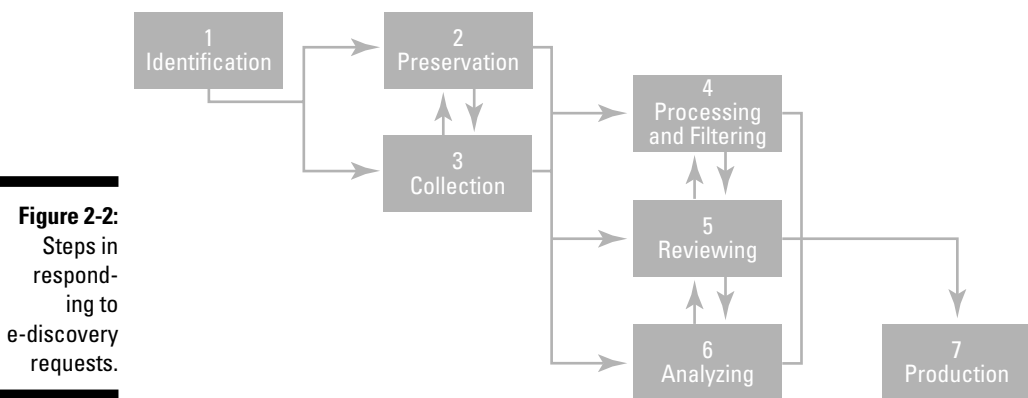 1
Identification
2
Preservation
3
Collection
4
Processing
and Filtering
5
Reviewing
6
Analyzing
7
Production
Figure 2-2:
Steps in
respond-
ing to
e-discovery
requests.